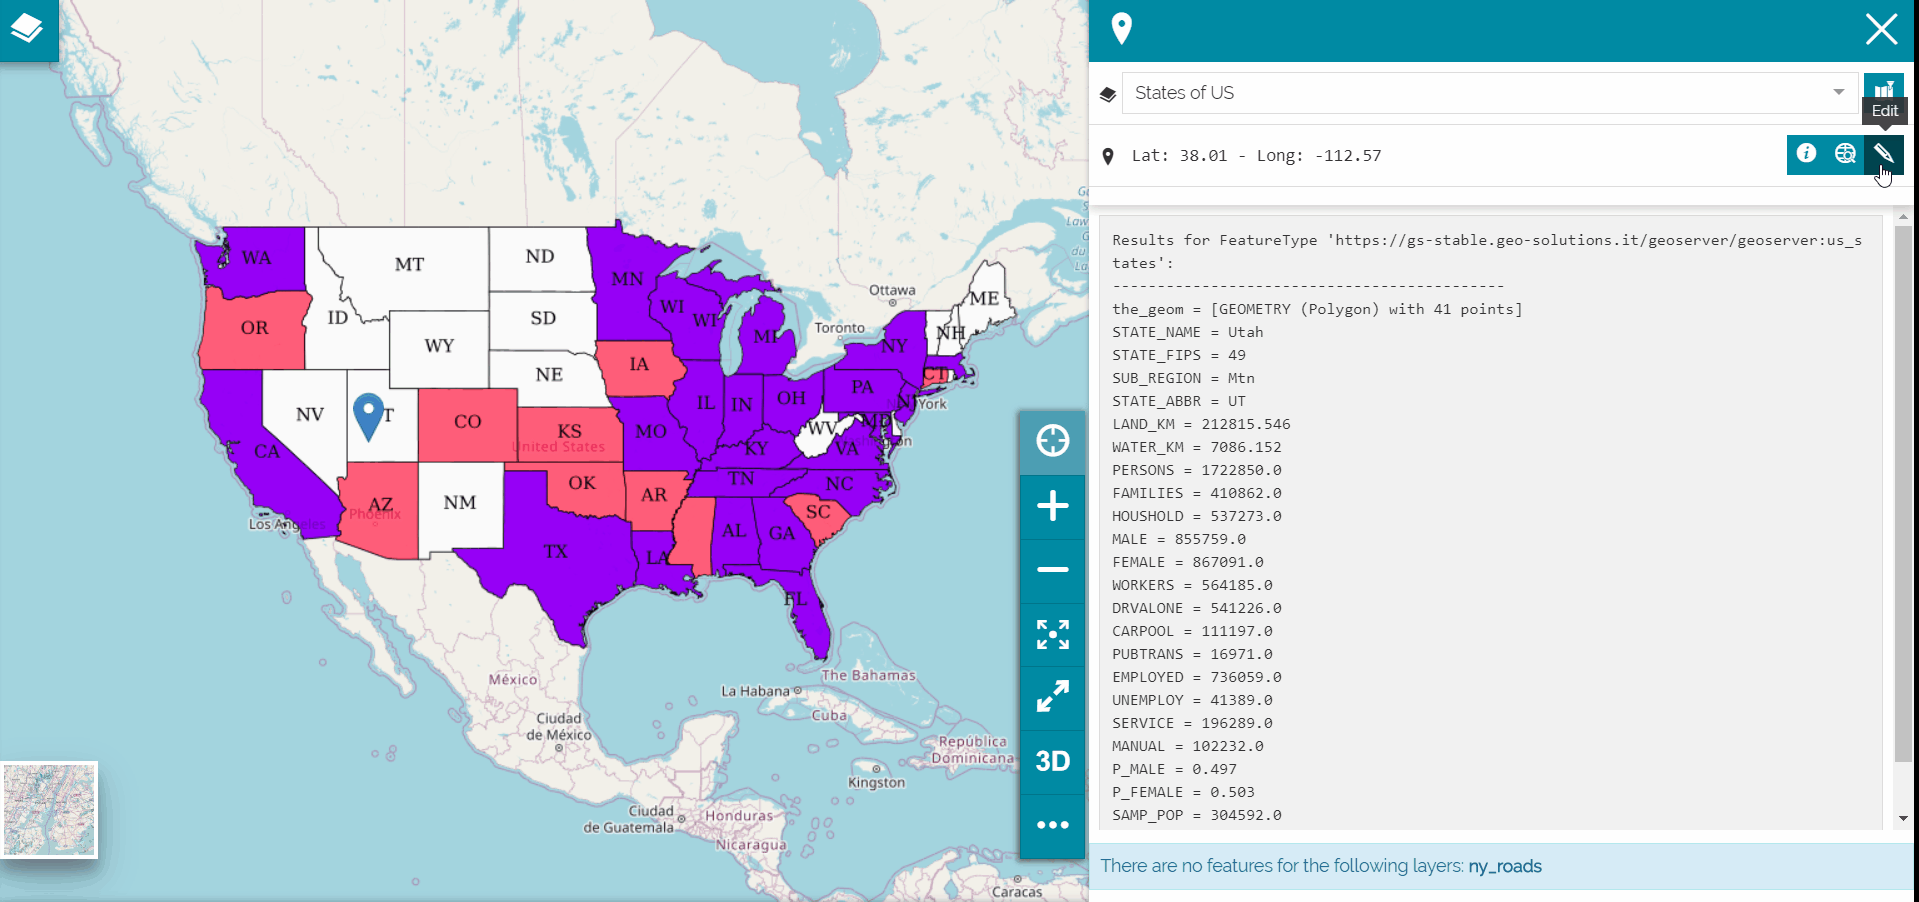 States of US
Edit
Lat: 38.01 - Long: -112.57
Results for FeatureType 'https://gs-stable.geo-solutions.it/geoserver/geoserver:us_s
tates':
--------------------------------------------
the_geom = [GEOMETRY (Polygon) with 41 points]
STATE_NAME = Utah
STATE_FIPS = 49
SUB_REGION = Mtn
STATE_ABBR = UT
LAND_KM = 212815.546
WATER_KM = 7086.152
PERSONS = 1722850.0
FAMILIES = 410862.0
HOUSHOLD = 537273.0
MALE = 855759.0
FEMALE = 867091.0
WORKERS = 564185.0
DRVALONE = 541226.0
CARPOOL = 111197.0
PUBTRANS = 16971.0
EMPLOYED = 736059.0
UNEMPLOY = 41389.0
SERVICE = 196289.0
MANUAL = 102232.0
P_MALE = 0.497
P_FEMALE = 0.503
SAMP_POP = 304592.0
There are no features for the following layers: ny_roads
WA
MT
ND
MN
ME
Ottawa
OR
ID
SD
WI
WI
MI
Toronto
NH
WY
NY
IA
NE
CT
PA
NV
T
CO
KS
United States
MO
IL
IN
OH
NJ
York
WV
MD
VA
KY
CA
AZ
Phoenix
NM
OK
AR
TN
NC
SC
Los Angeles
TX
LA
AL
GA
FL
México
La Habana
The Bahamas
Cuba
Ciudad
de México
República
Dominicana
Kingston
Ciudad
de Guatemala
Honduras
Nicaragua
Caracas
3D